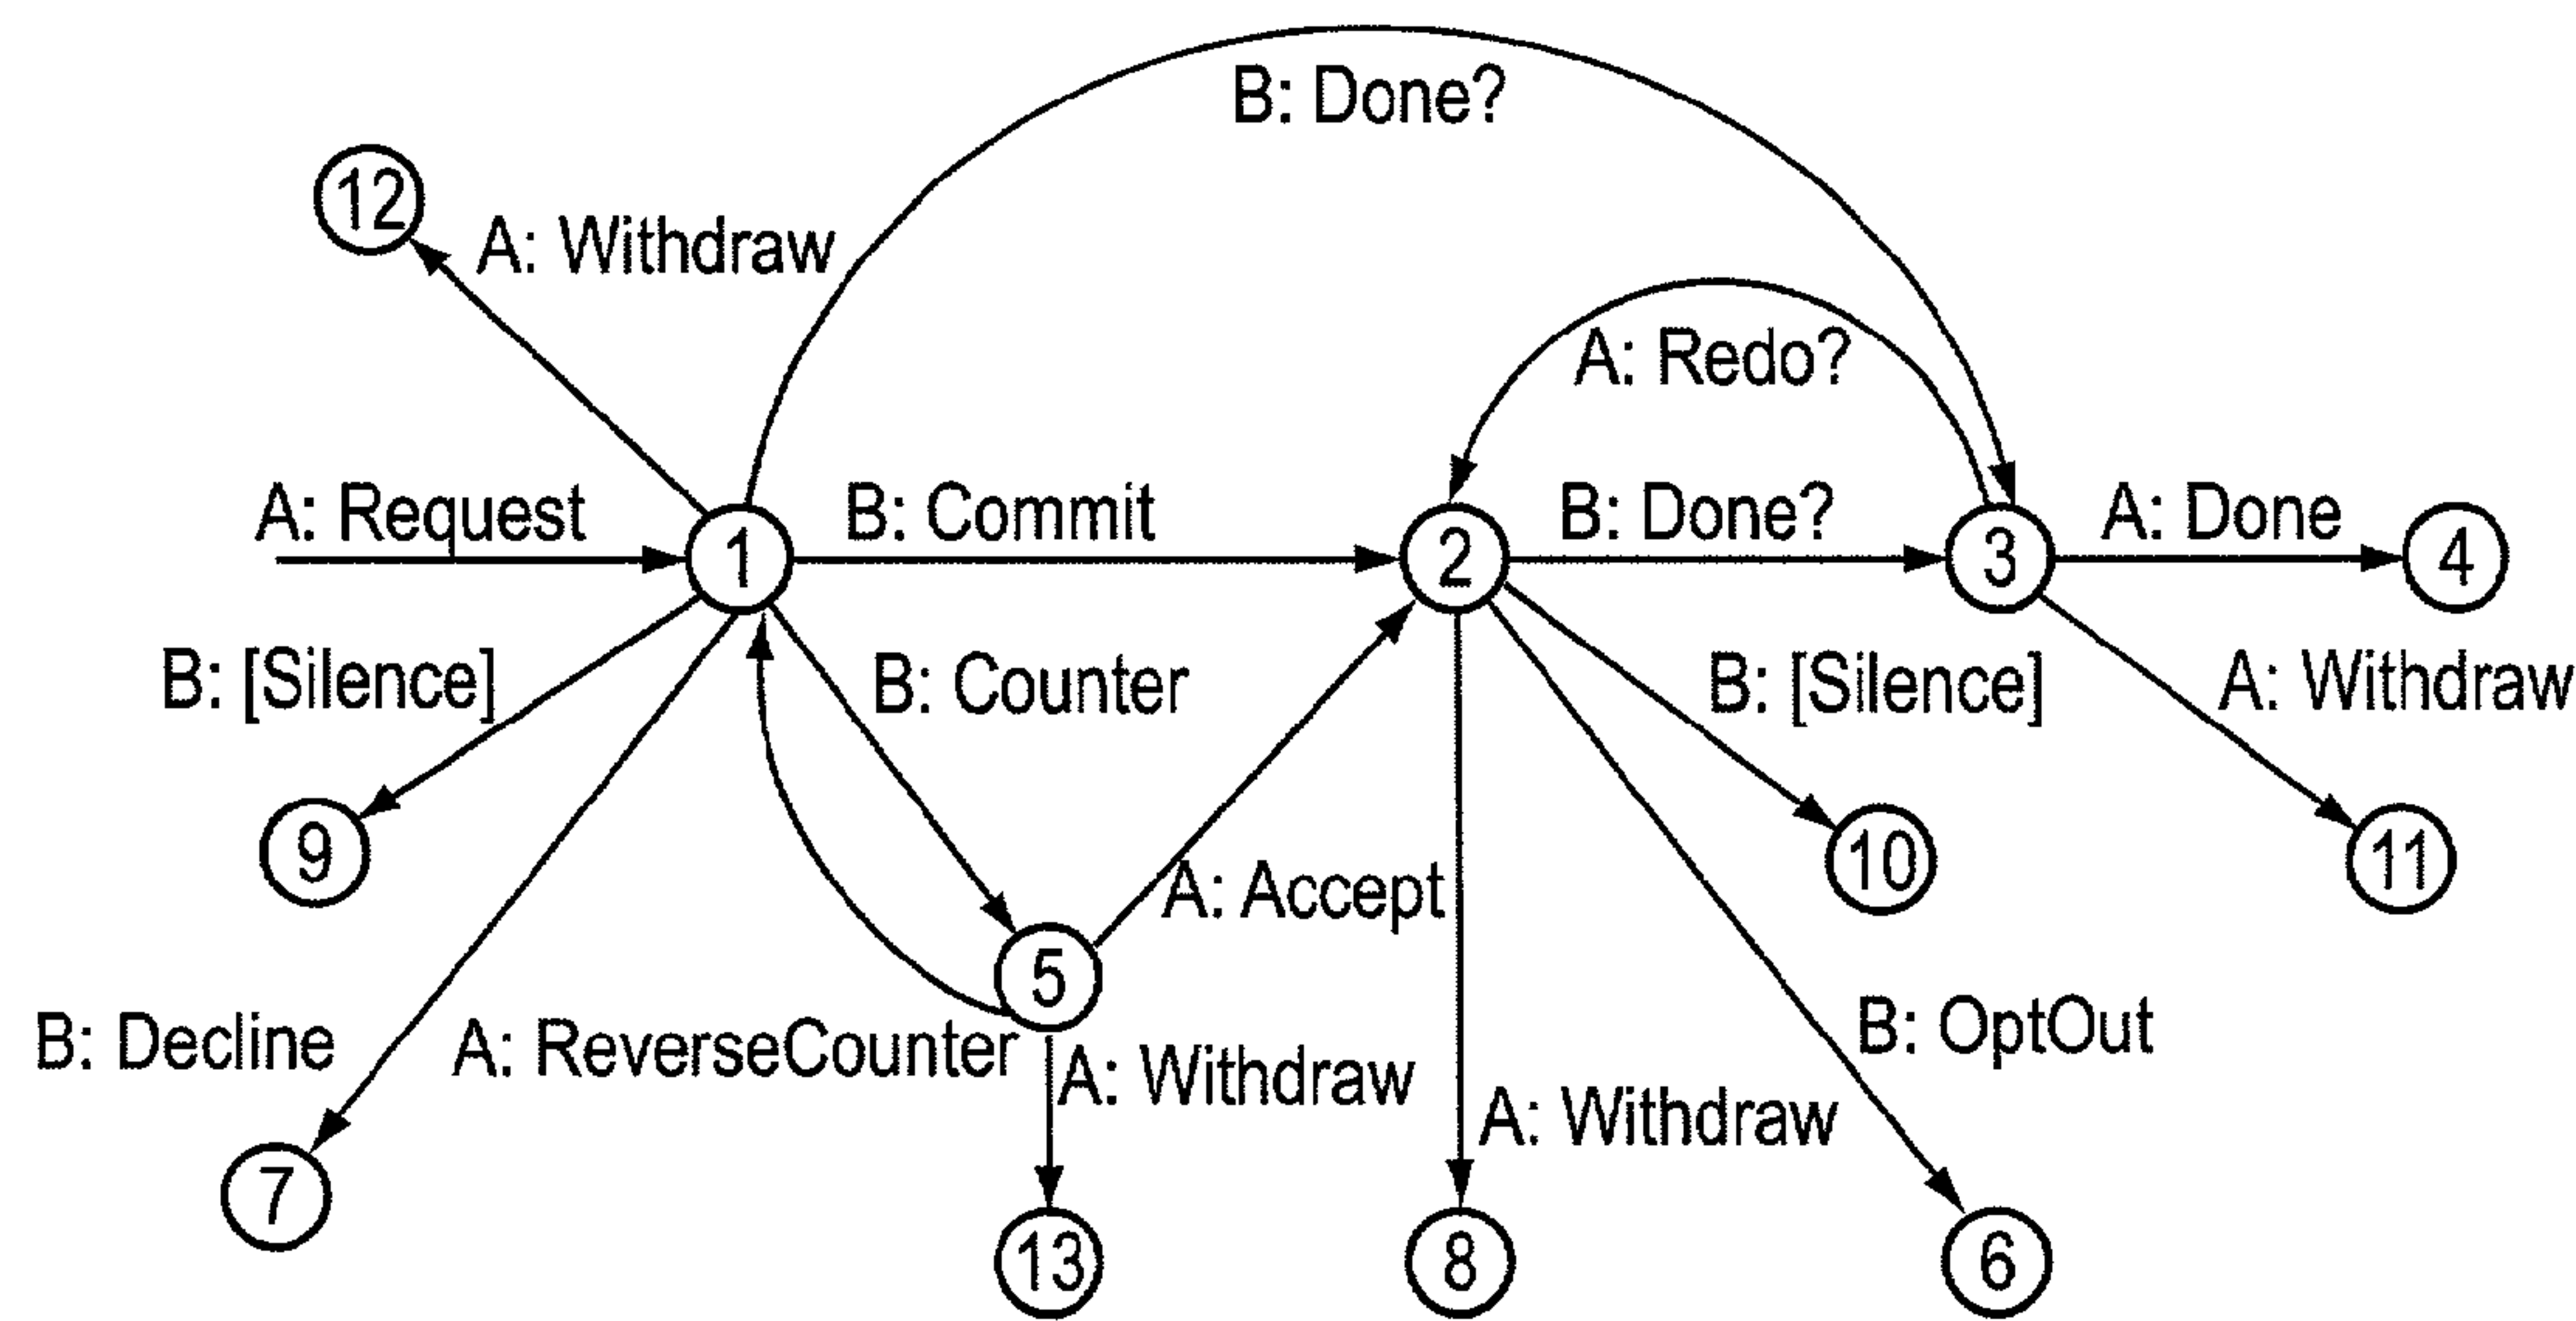 B: Done?
12
A: Withdraw
A: Redo?
A: Request
B: Commit
B: Done?
A: Done
1
2
3
4
B: [Silence]
B: Counter
B: [Silence]
A: Withdraw
9
A: Accept
10
11
5
B: Decline
A: ReverseCounter
A: Withdraw
A: Withdraw
B: OptOut
7
13
8
6